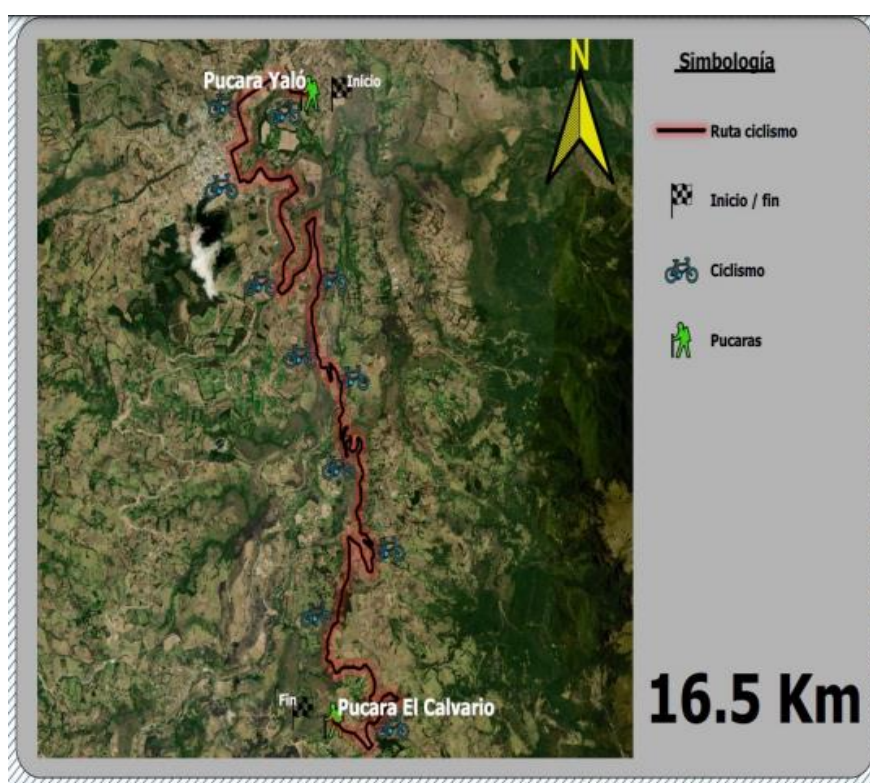 Pucara Yaló
Inicio
N
Simbología
Ruta ciclismo
Inicio / fin
Ciclismo
Pucaras
Fin
Pucara El Calvario
16.5 Km